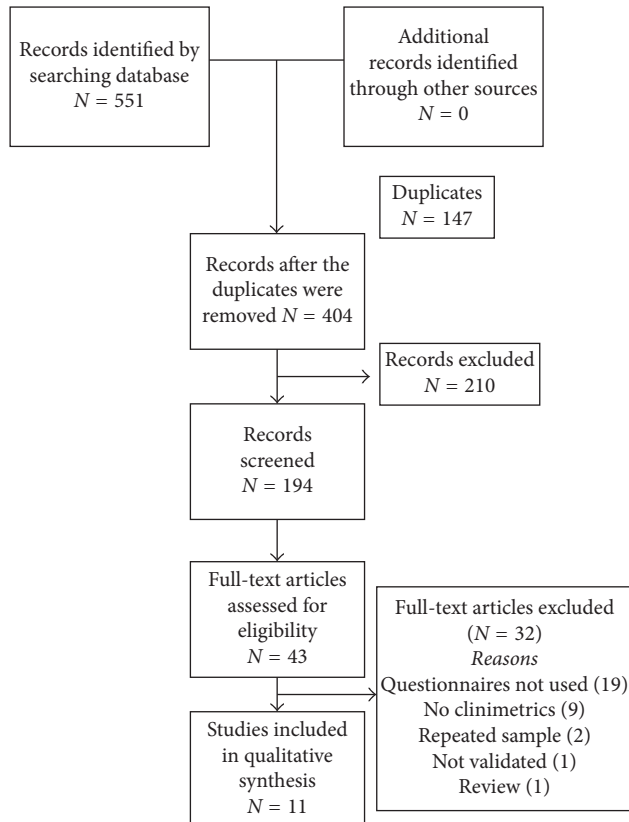 Records identified by
searching database
N = 551
Additional
records identified
through other sources
N = 0
Duplicates
N = 147
Records after the
duplicates were
removed N = 404
Records excluded
N = 210
Records
screened
N = 194
Full-text articles
assessed for
eligibility
N = 43
Full-text articles excluded
(N = 32)
Reasons
Questionnaires not used (19)
No clinimetrics (9)
Repeated sample (2)
Not validated (1)
Review (1)
Studies included
in qualitative
synthesis
N = 11